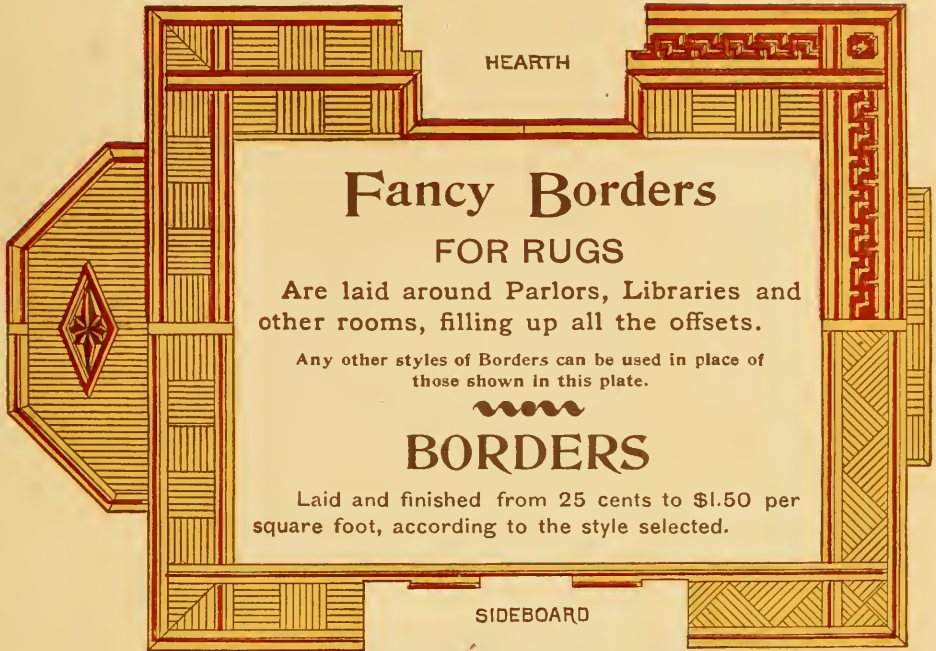 HEARTH
Fancy Borders
FOR RUGS
Are laid around Parlors, Libraries and
other rooms, filling up all the offsets.
Any other styles of Borders can be used in place of
those shown in this plate.
BORDERS
Laid and finished from 25 cents to $1.50 per
square foot, according to the style selected.
SIDEBOARD